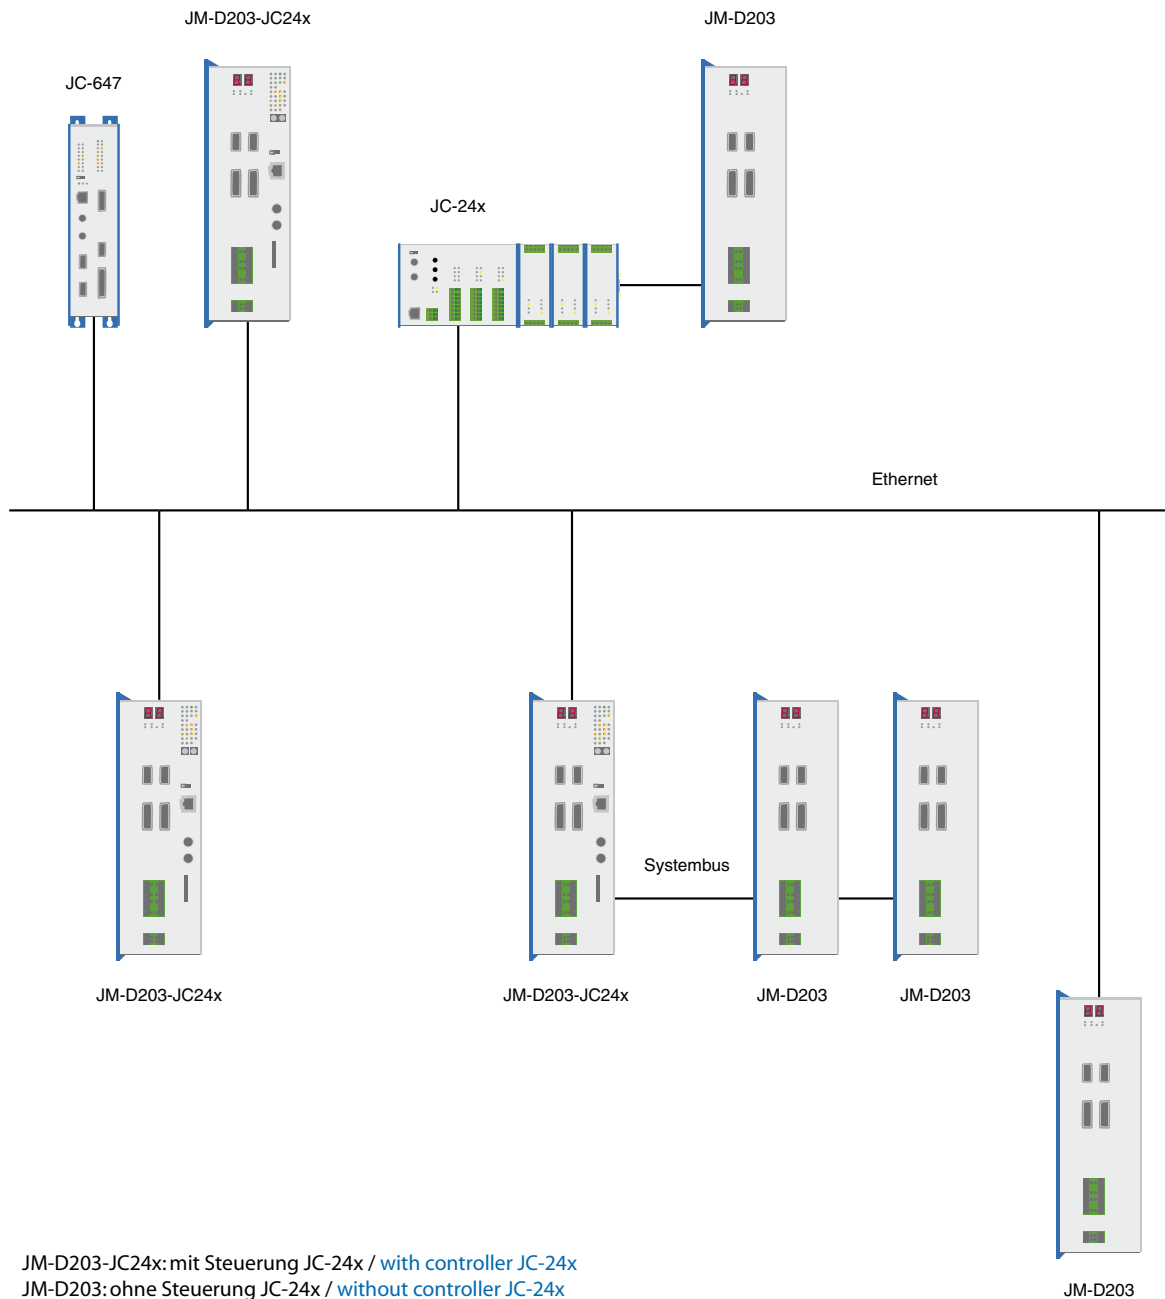 JM-D203-JC24x
JM-D203
JC-647
JC-24x
Ethernet
Systembus
JM-D203-JC24x
JM-D203-JC24x
JM-D203
JM-D203
JM-D203-JC24x: mit Steuerung JC-24x / with controller JC-24x
JM-D203: ohne Steuerung JC-24x / without controller JC-24x
JM-D203